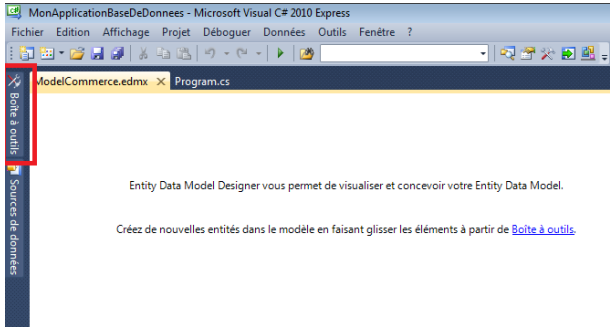 MonApplicationBaseDeDonnees - Microsoft Visual C# 2010 Express
Fichier Edition Affichage Projet Déboguer Données Outils Fenêtre ?
ModelCommerce.edmx Program.cs
Boîte à outils
Sources de données
Entity Data Model Designer vous permet de visualiser et concevoir votre Entity Data Model.
Créez de nouvelles entités dans le modèle en faisant glisser les éléments à partir de Boîte à outils.